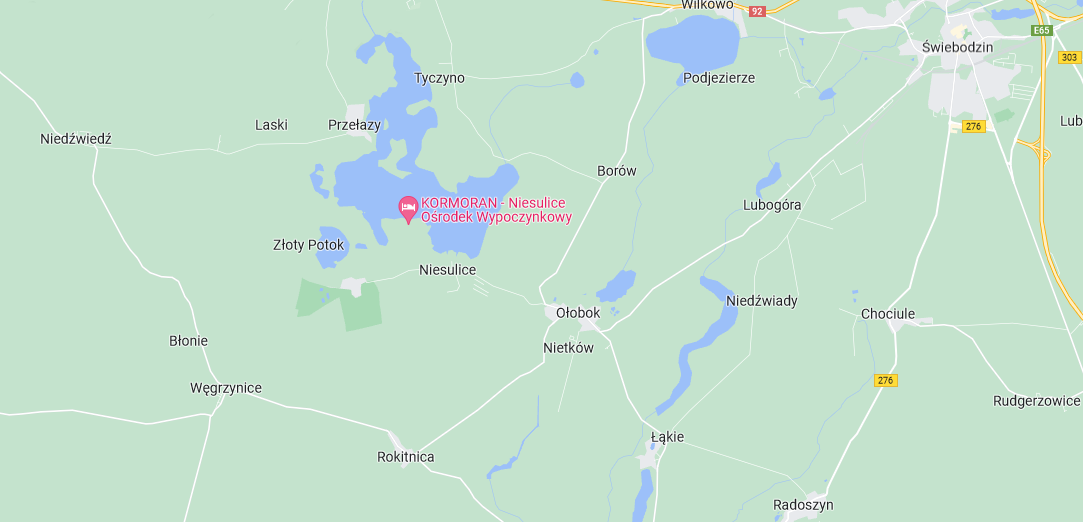 Wilkowo
92
E65
Świebodzin
303
Tyczyno
Podjezierze
Laski
Przełazy
276
Lub
Niedźwiedź
Borów
KORMORAN - Niesulice
Ośrodek Wypoczynkowy
Lubogóra
Złoty Potok
Niesulice
Niedźwiady
Ołobok
Chociule
Błonie
Nietków
276
Węgrzynice
Rudgerzowice
Łąkie
Rokitnica
Radoszyn